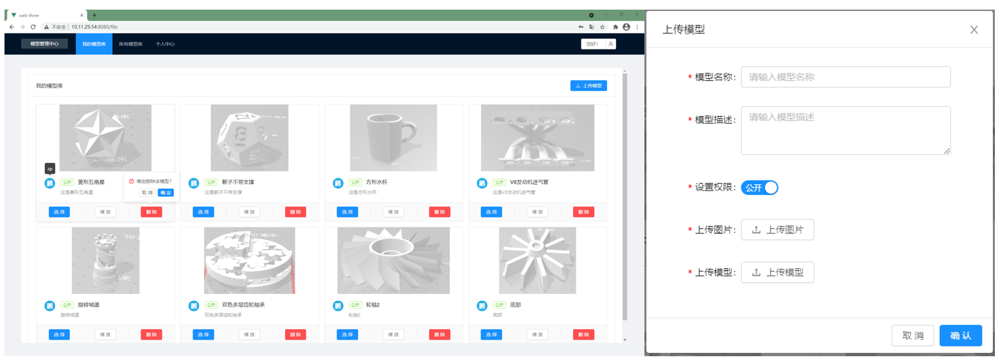 web-three
不安全 | 10.11.29.54:8080/file
模型管理中心 我的模型库 所有模型库 个人中心 您好!
我的模型库 上传模型
zp
鹏 公开 菱形五角星
这是菱形五角星
确定删除该模型?
取 消 确 定
鹏 公开 骰子不带支撑
这是骰子不带支撑
鹏 公开 方形水杯
这是方形水杯
鹏 公开 V8发动机进气管
这是V8发动机进气管
选 择 修 改 删 除 选 择 修 改 删 除 选 择 修 改 删 除 选 择 修 改 删 除
鹏 公开 旋转城堡
旋转城堡
鹏 公开 双色多层齿轮轴承
双色多层齿轮轴承
鹏 公开 轮轴2
轮轴2
鹏 公开 底部
底部
选 择 修 改 删 除 选 择 修 改 删 除 选 择 修 改 删 除 选 择 修 改 删 除
上传模型
* 模型名称: 请输入模型名称
* 模型描述: 请输入模型描述
* 设置权限: 公开
* 上传图片: 上传图片
* 上传模型: 上传模型
取 消 确 认